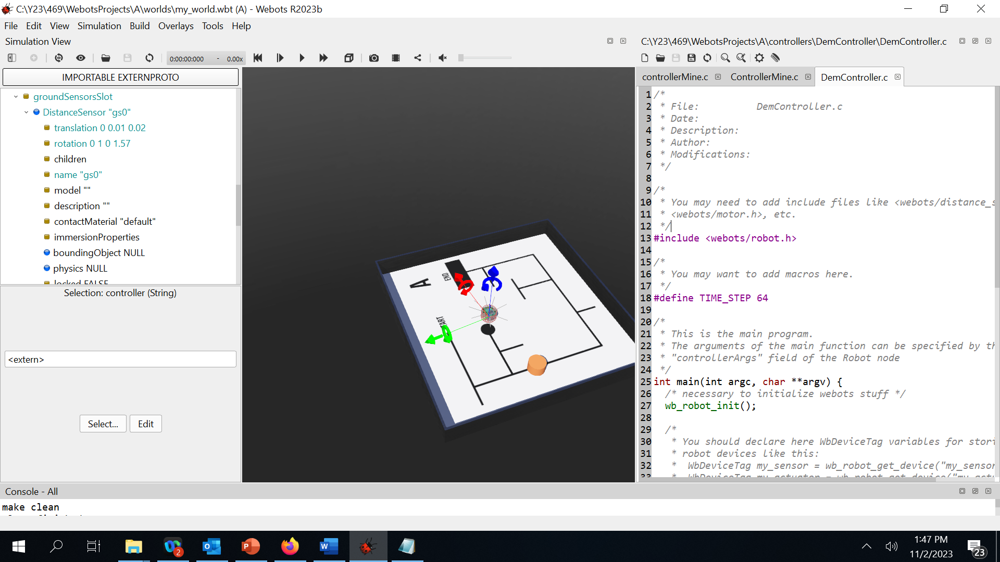 C:\Y23\469\WebotsProjects\A\worlds\my_world.wbt (A) - Webots R2023b
File Edit View Simulation Build Overlays Tools Help
Simulation View
0:00:00:000 - 0.00x
IMPORTABLE EXTERNPROTO
groundSensorsSlot
DistanceSensor "gs0"
translation 0 0.01 0.02
rotation 0 1 0 1.57
children
name "gs0"
model ""
description ""
contactMaterial "default"
immersionProperties
boundingObject NULL
physics NULL
locked FALSE
Selection: controller (String)
<extern>
Select... Edit
A
END
START
C:\Y23\469\WebotsProjects\A\controllers\DemController\DemController.c
controllerMine.c ControllerMine.c DemController.c
1 /*
2 * File: DemController.c
3 * Date:
4 * Description:
5 * Author:
6 * Modifications:
7 */
8
9 /*
10 * You may need to add include files like <webots/distance_s
11 * <webots/motor.h>, etc.
12 */
13 #include <webots/robot.h>
14
15 /*
16 * You may want to add macros here.
17 */
18 #define TIME_STEP 64
19
20 /*
21 * This is the main program.
22 * The arguments of the main function can be specified by th
23 * "controllerArgs" field of the Robot node
24 */
25 int main(int argc, char **argv) {
26 /* necessary to initialize webots stuff */
27 wb_robot_init();
28
29 /*
30 * You should declare here WbDeviceTag variables for stori
31 * robot devices like this:
32 * WbDeviceTag my_sensor = wb_robot_get_device("my_sensor
33 * WbDeviceTag my_actuator = wb_robot_get_device("my_act
Console - All
make clean
2
1:47 PM
11/2/2023
23